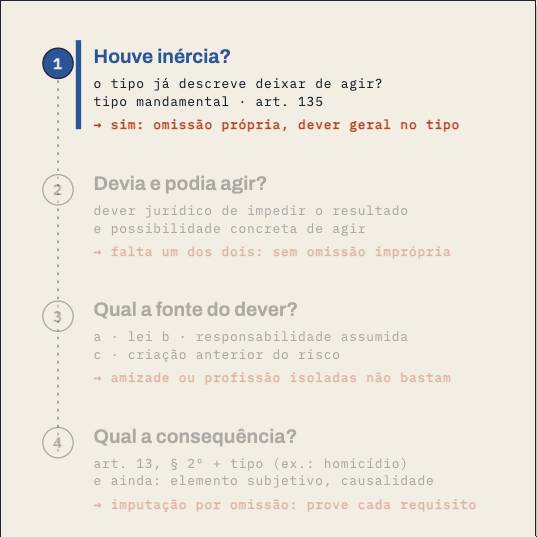 1
Houve inércia?
o tipo já descreve deixar de agir?
tipo mandamental · art. 135
→ sim: omissão própria, dever geral no tipo
2
Devia e podia agir?
dever jurídico de impedir o resultado
e possibilidade concreta de agir
→ falta um dos dois: sem omissão imprópria
3
Qual a fonte do dever?
a · lei b · responsabilidade assumida
c · criação anterior do risco
→ amizade ou profissão isoladas não bastam
4
Qual a consequência?
art. 13, § 2º + tipo (ex.: homicídio)
e ainda: elemento subjetivo, causalidade
→ imputação por omissão: prove cada requisito